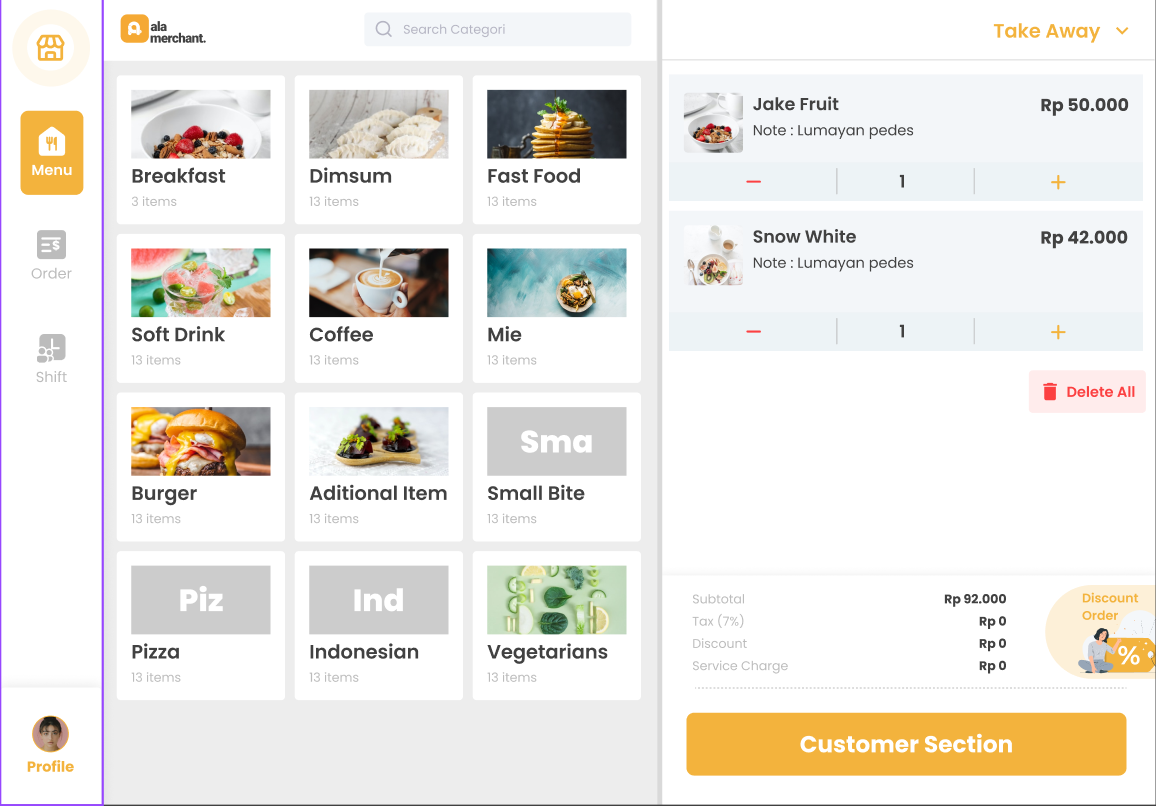 ala
merchant.
Search Categori
Take Away
Menu
Order
Shift
Profile
Breakfast
3 items
Dimsum
13 items
Fast Food
13 items
Soft Drink
13 items
Coffee
13 items
Mie
13 items
Burger
13 items
Aditional Item
13 items
Sma
Small Bite
13 items
Piz
Pizza
13 items
Ind
Indonesian
13 items
Vegetarians
13 items
Jake Fruit
Rp 50.000
Note : Lumayan pedes
1
Snow White
Rp 42.000
Note : Lumayan pedes
1
Delete All
Subtotal Rp 92.000
Tax (7%) Rp 0
Discount Rp 0
Service Charge Rp 0
Discount
Order
%
Customer Section